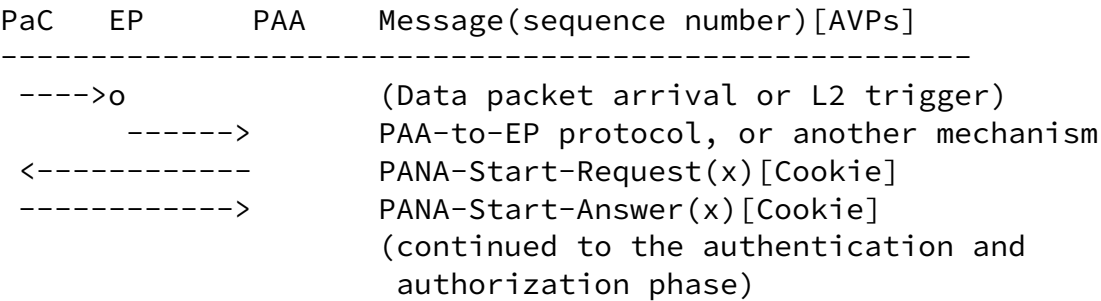 PaC   EP      PAA    Message(sequence number)[AVPs]
------------------------------------------------------
 ---->o              (Data packet arrival or L2 trigger)
       ------>       PAA-to-EP protocol, or another mechanism
 <------------       PANA-Start-Request(x)[Cookie]
 ------------>       PANA-Start-Answer(x)[Cookie]
                     (continued to the authentication and
                      authorization phase)